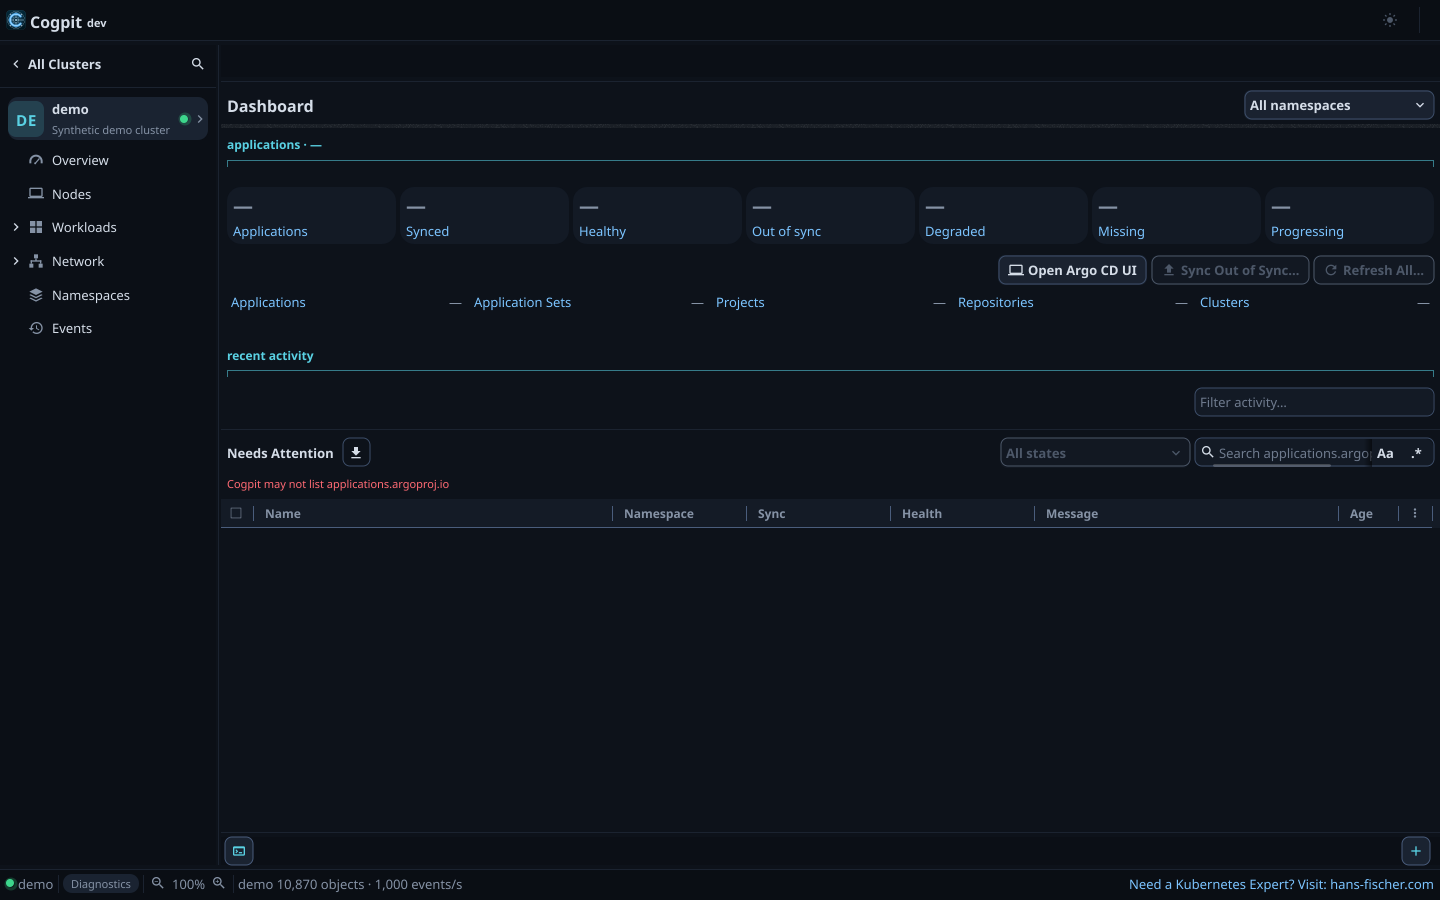 Cogpit dev
All Clusters
DE
demo
Synthetic demo cluster
Overview
Nodes
Workloads
Network
Namespaces
Events
Dashboard
All namespaces
applications · —
— — — — — — —
Applications Synced Healthy Out of sync Degraded Missing Progressing
Open Argo CD UI Sync Out of Sync... Refresh All...
Applications — Application Sets — Projects — Repositories — Clusters —
recent activity
Filter activity...
Needs Attention All states Search applications.argo Aa .*
Cogpit may not list applications.argoproj.io
Name Namespace Sync Health Message Age
demo Diagnostics 100% demo 10,870 objects · 1,000 events/s
Need a Kubernetes Expert? Visit: hans-fischer.com